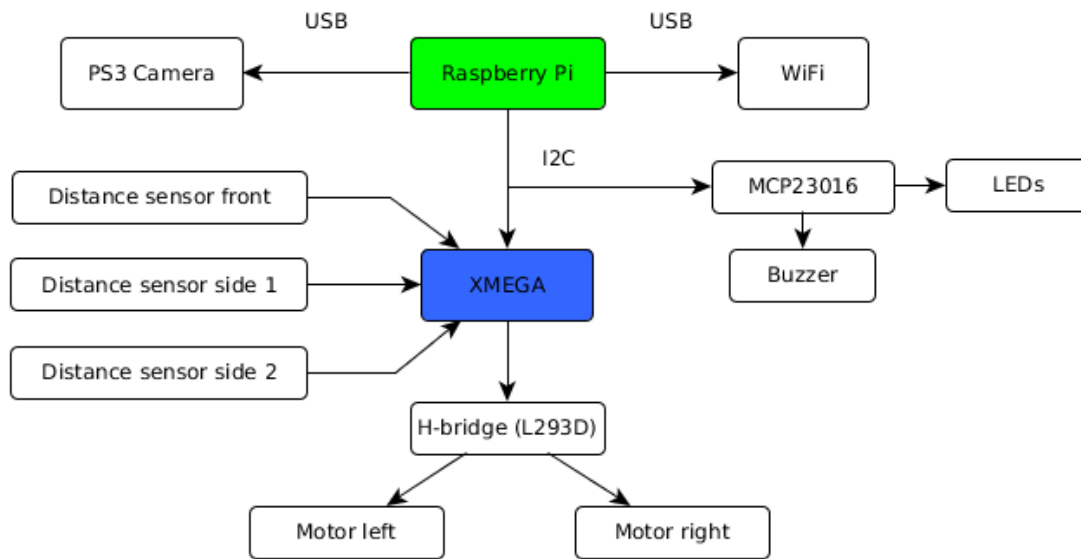 USB
USB
PS3 Camera
Raspberry Pi
WiFi
I2C
Distance sensor front
MCP23016
LEDs
Distance sensor side 1
XMEGA
Buzzer
Distance sensor side 2
H-bridge (L293D)
Motor left
Motor right